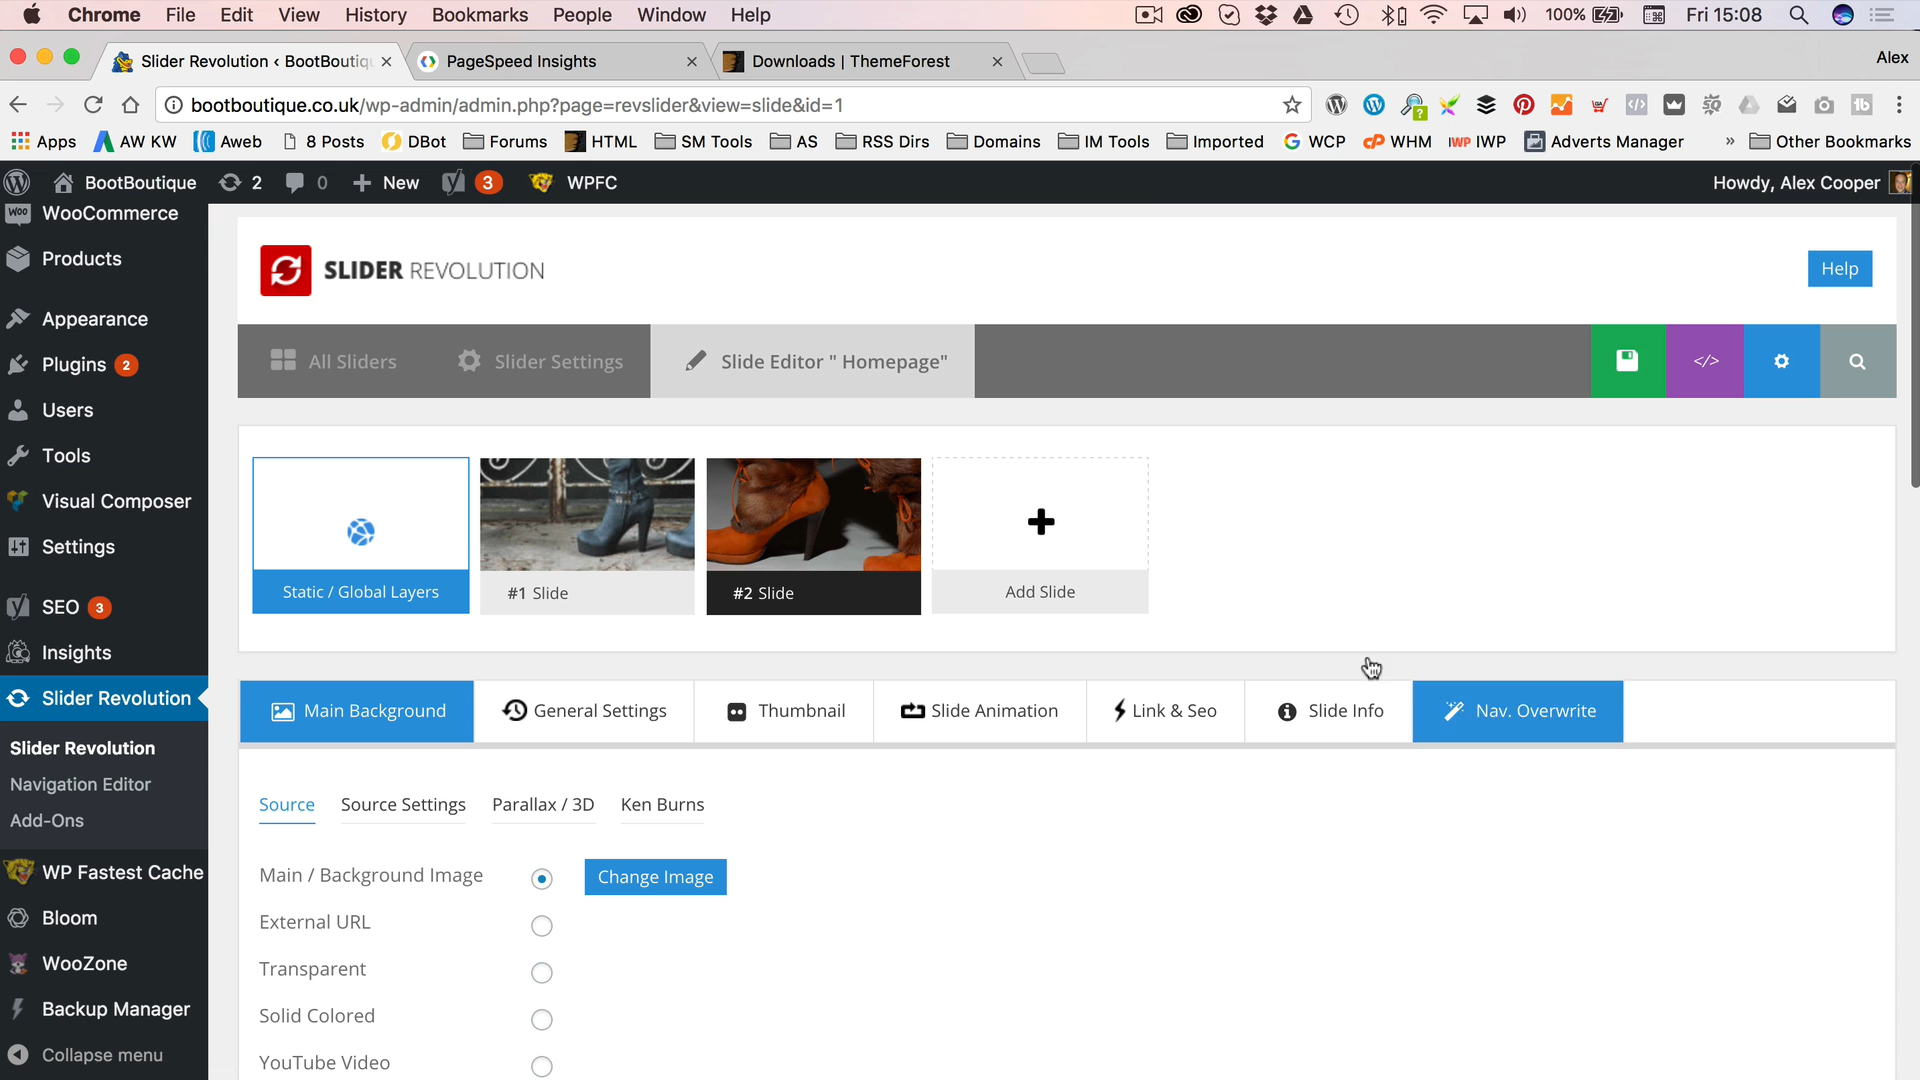 Chrome File Edit View History Bookmarks People Window Help 100% Fri 15:08
Slider Revolution ‹ BootBoutiqu PageSpeed Insights Downloads | ThemeForest Alex
bootboutique.co.uk/wp-admin/admin.php?page=revslider&view=slide&id=1
Apps AW KW Aweb 8 Posts DBot Forums HTML SM Tools AS RSS Dirs Domains IM Tools Imported WCP WHM IWP Adverts Manager » Other Bookmarks
BootBoutique 2 0 New 3 WPFC Howdy, Alex Cooper
WooCommerce
Products
Appearance
Plugins 2
Users
Tools
Visual Composer
Settings
SEO 3
Insights
Slider Revolution
Slider Revolution
Navigation Editor
Add-Ons
WP Fastest Cache
Bloom
WooZone
Backup Manager
Collapse menu
SLIDER REVOLUTION
Help
All Sliders Slider Settings Slide Editor " Homepage" </>
Static / Global Layers #1 Slide #2 Slide Add Slide
Main Background General Settings Thumbnail Slide Animation Link & Seo Slide Info Nav. Overwrite
Source Source Settings Parallax / 3D Ken Burns
Main / Background Image Change Image
External URL
Transparent
Solid Colored
YouTube Video